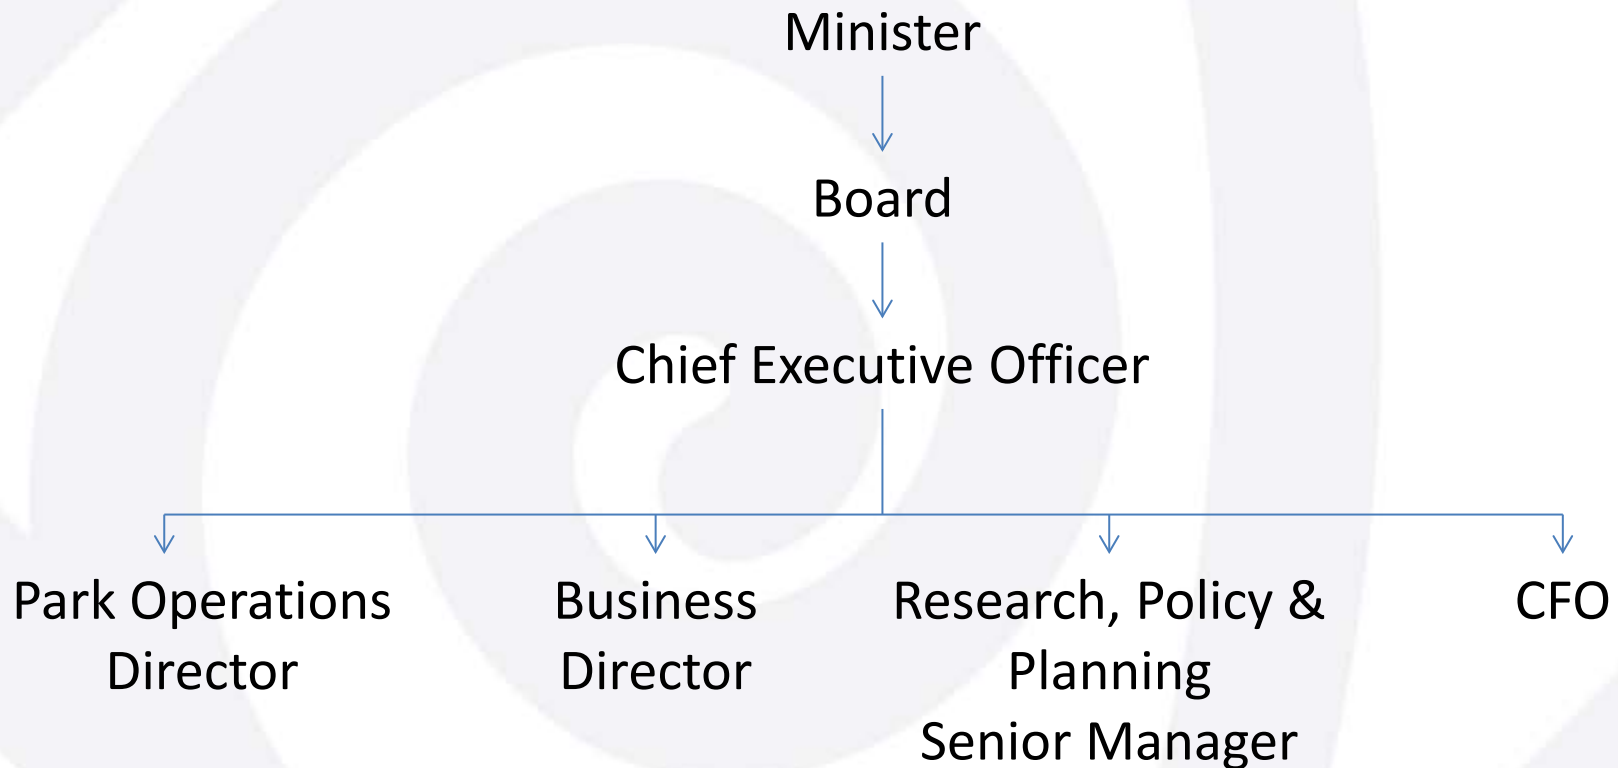 Minister
Board
Chief Executive Officer
Park Operations
Director
Business
Director
Research, Policy &
Planning
Senior Manager
CFO